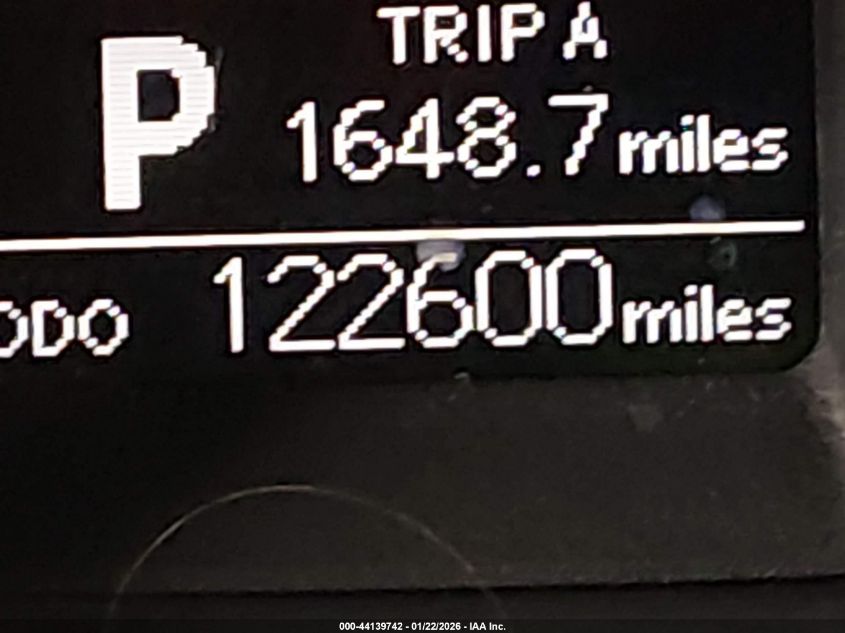 TRIP A
P
1648.7 miles
ODO 122600 miles
000-44139742 - 01/22/2026 - IAA Inc.